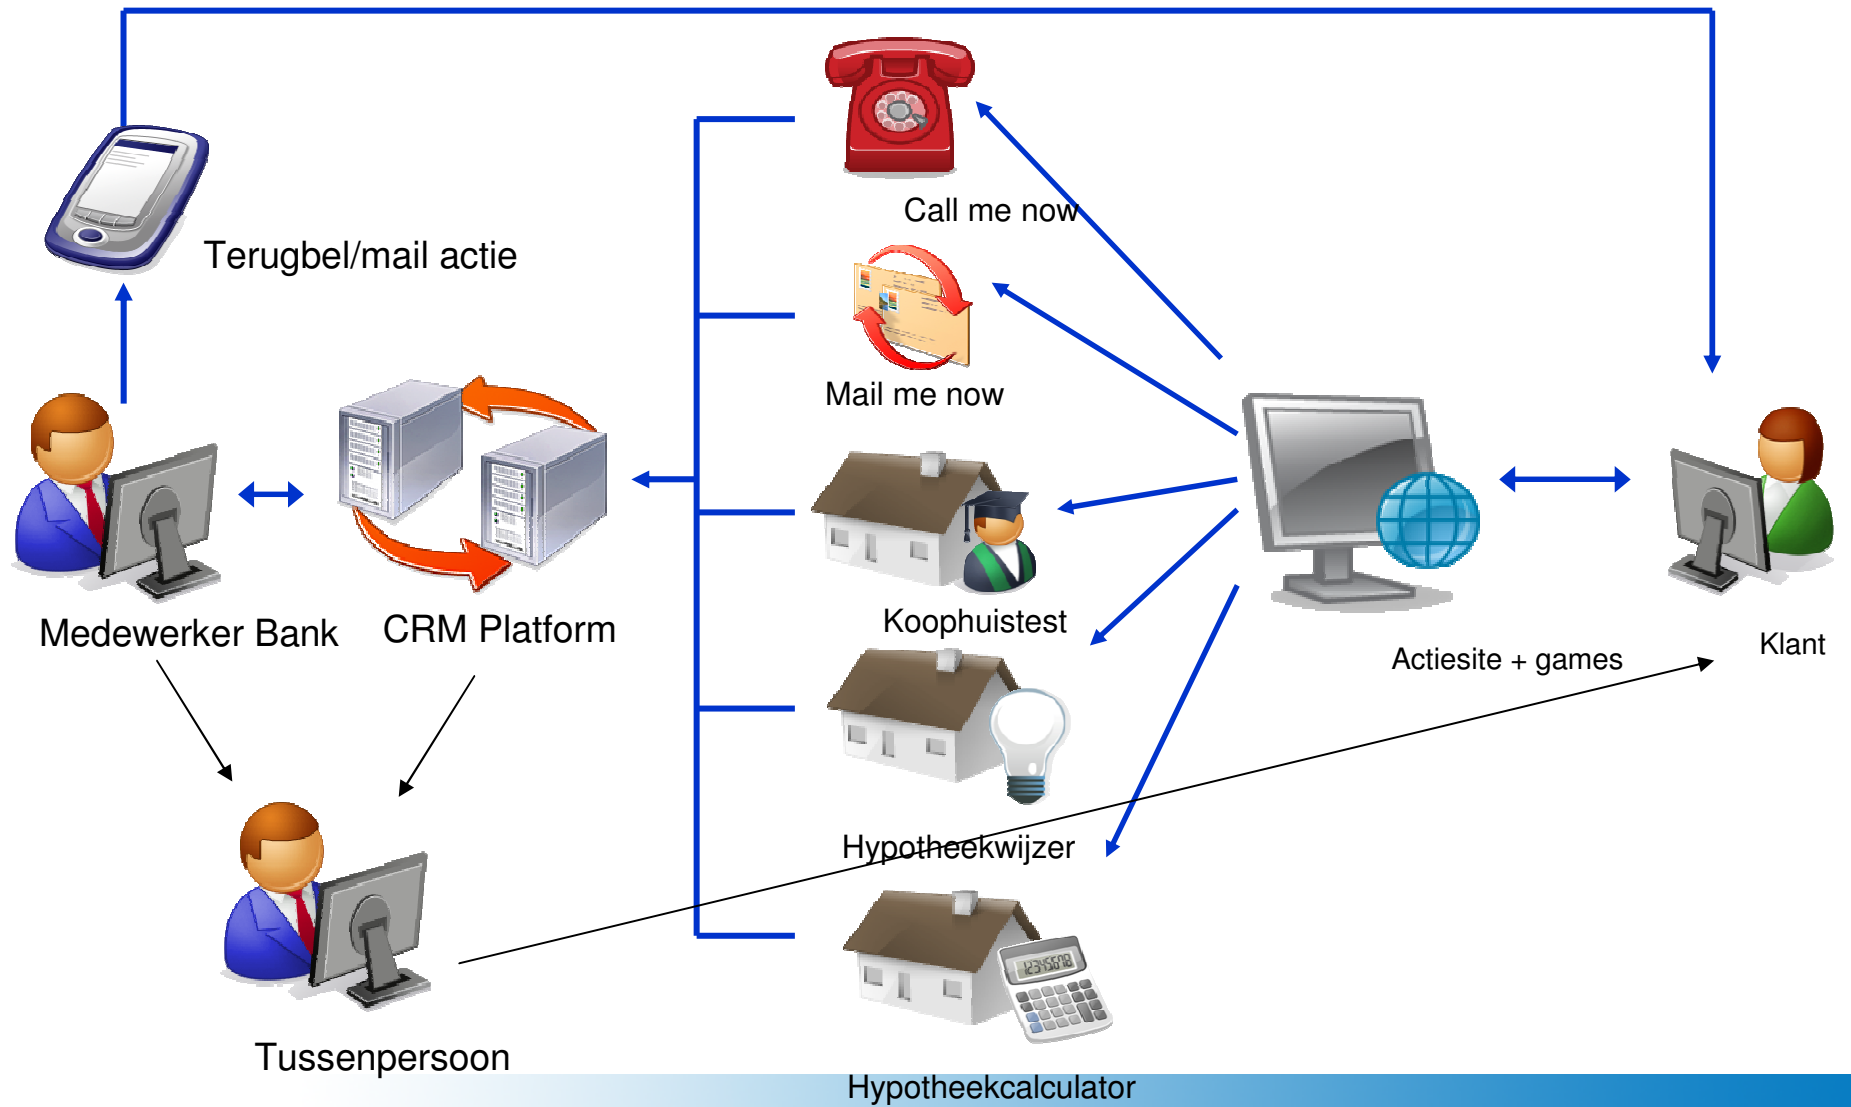 Call me now
Terugbel/mail actie
Mail me now
Koophuistest
Medewerker Bank
CRM Platform
Actiesite + games
Klant
Hypotheekwijzer
12345678
Tussenpersoon
Hypotheekcalculator